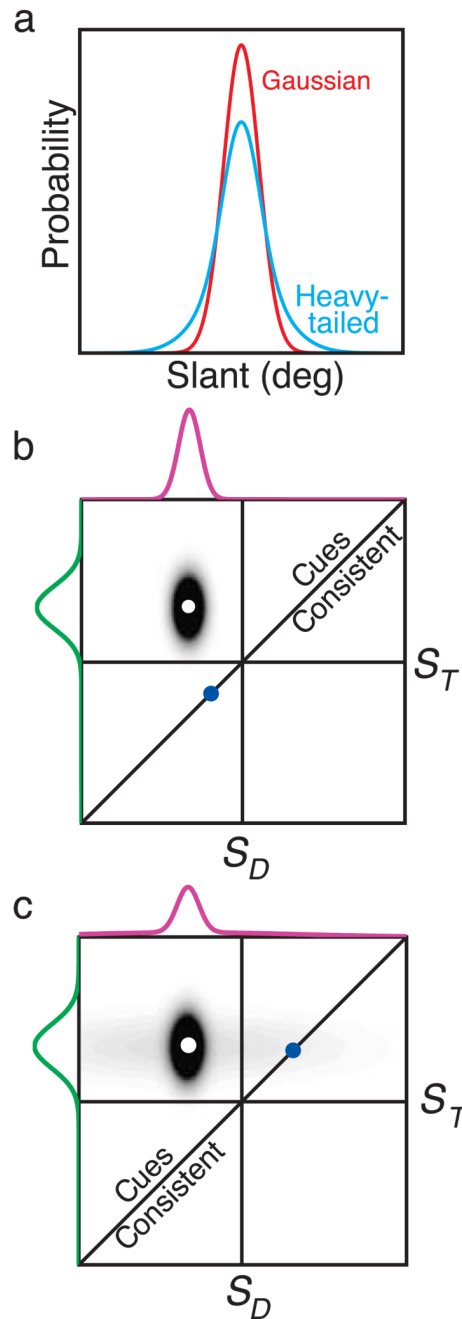 a
Probability
Gaussian
Heavy-
tailed
Slant (deg)
b
Cues
Consistent
S_T
S_D
c
S_T
Cues
Consistent
S_D